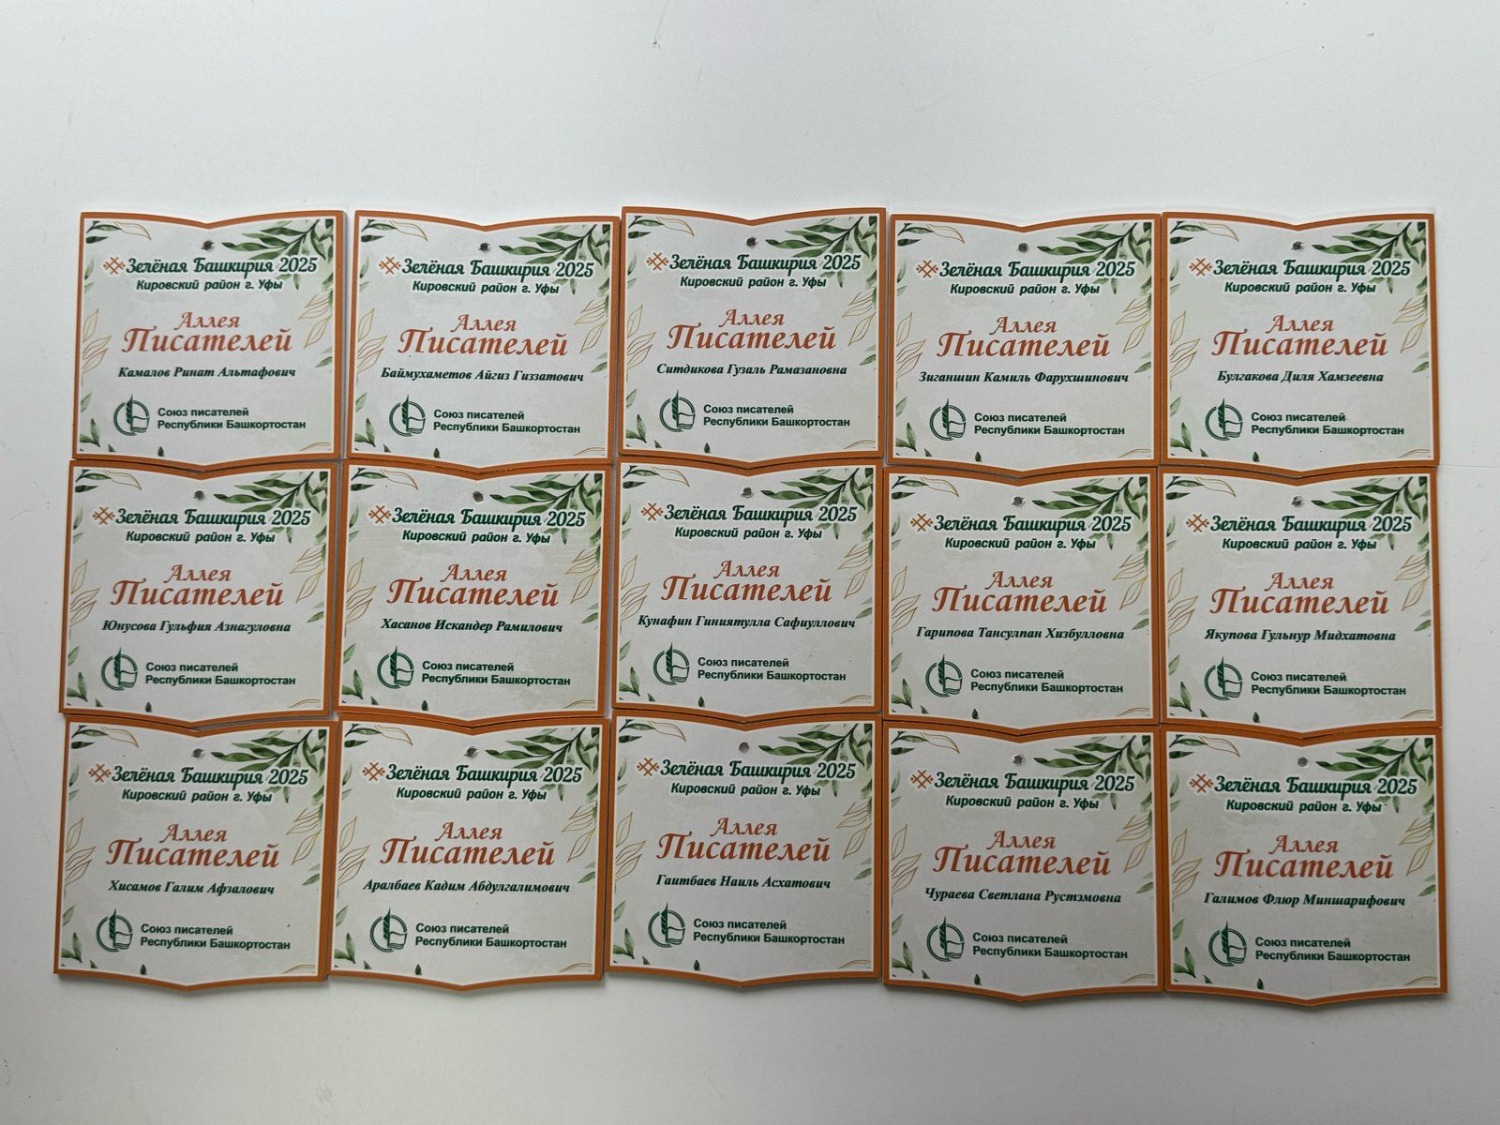 Зелёная Башкирия 2025
Кировский район г. Уфы
Аллея
Писателей
Камалов Ринат Альтафович
Союз писателей
Республики Башкортостан
Зелёная Башкирия 2025
Кировский район г. Уфы
Аллея
Писателей
Баймухаметов Айгиз Гиззатович
Союз писателей
Республики Башкортостан
Зелёная Башкирия 2025
Кировский район г. Уфы
Аллея
Писателей
Ситдикова Гузаль Рамазановна
Союз писателей
Республики Башкортостан
Зелёная Башкирия 2025
Кировский район г. Уфы
Аллея
Писателей
Зиганшин Камиль Фарухшинович
Союз писателей
Республики Башкортостан
Зелёная Башкирия 2025
Кировский район г. Уфы
Аллея
Писателей
Булгакова Диля Хамзеевна
Союз писателей
Республики Башкортостан
Зелёная Башкирия 2025
Кировский район г. Уфы
Аллея
Писателей
Юнусова Гульфия Азнагуловна
Союз писателей
Республики Башкортостан
Зелёная Башкирия 2025
Кировский район г. Уфы
Аллея
Писателей
Хасанов Искандер Рамилович
Союз писателей
Республики Башкортостан
Зелёная Башкирия 2025
Кировский район г. Уфы
Аллея
Писателей
Кунафин Гиниятулла Сафиуллович
Союз писателей
Республики Башкортостан
Зелёная Башкирия 2025
Кировский район г. Уфы
Аллея
Писателей
Гарипова Тансулпан Хизбулловна
Союз писателей
Республики Башкортостан
Зелёная Башкирия 2025
Кировский район г. Уфы
Аллея
Писателей
Якупова Гульнур Мидхатовна
Союз писателей
Республики Башкортостан
Зелёная Башкирия 2025
Кировский район г. Уфы
Аллея
Писателей
Хисамов Галим Афзалович
Союз писателей
Республики Башкортостан
Зелёная Башкирия 2025
Кировский район г. Уфы
Аллея
Писателей
Аралбаев Кадим Абдулгалимович
Союз писателей
Республики Башкортостан
Зелёная Башкирия 2025
Кировский район г. Уфы
Аллея
Писателей
Гаитбаев Наиль Асхатович
Союз писателей
Республики Башкортостан
Зелёная Башкирия 2025
Кировский район г. Уфы
Аллея
Писателей
Чураева Светлана Рустэмовна
Союз писателей
Республики Башкортостан
Зелёная Башкирия 2025
Кировский район г. Уфы
Аллея
Писателей
Галимов Флюр Миншарифович
Союз писателей
Республики Башкортостан